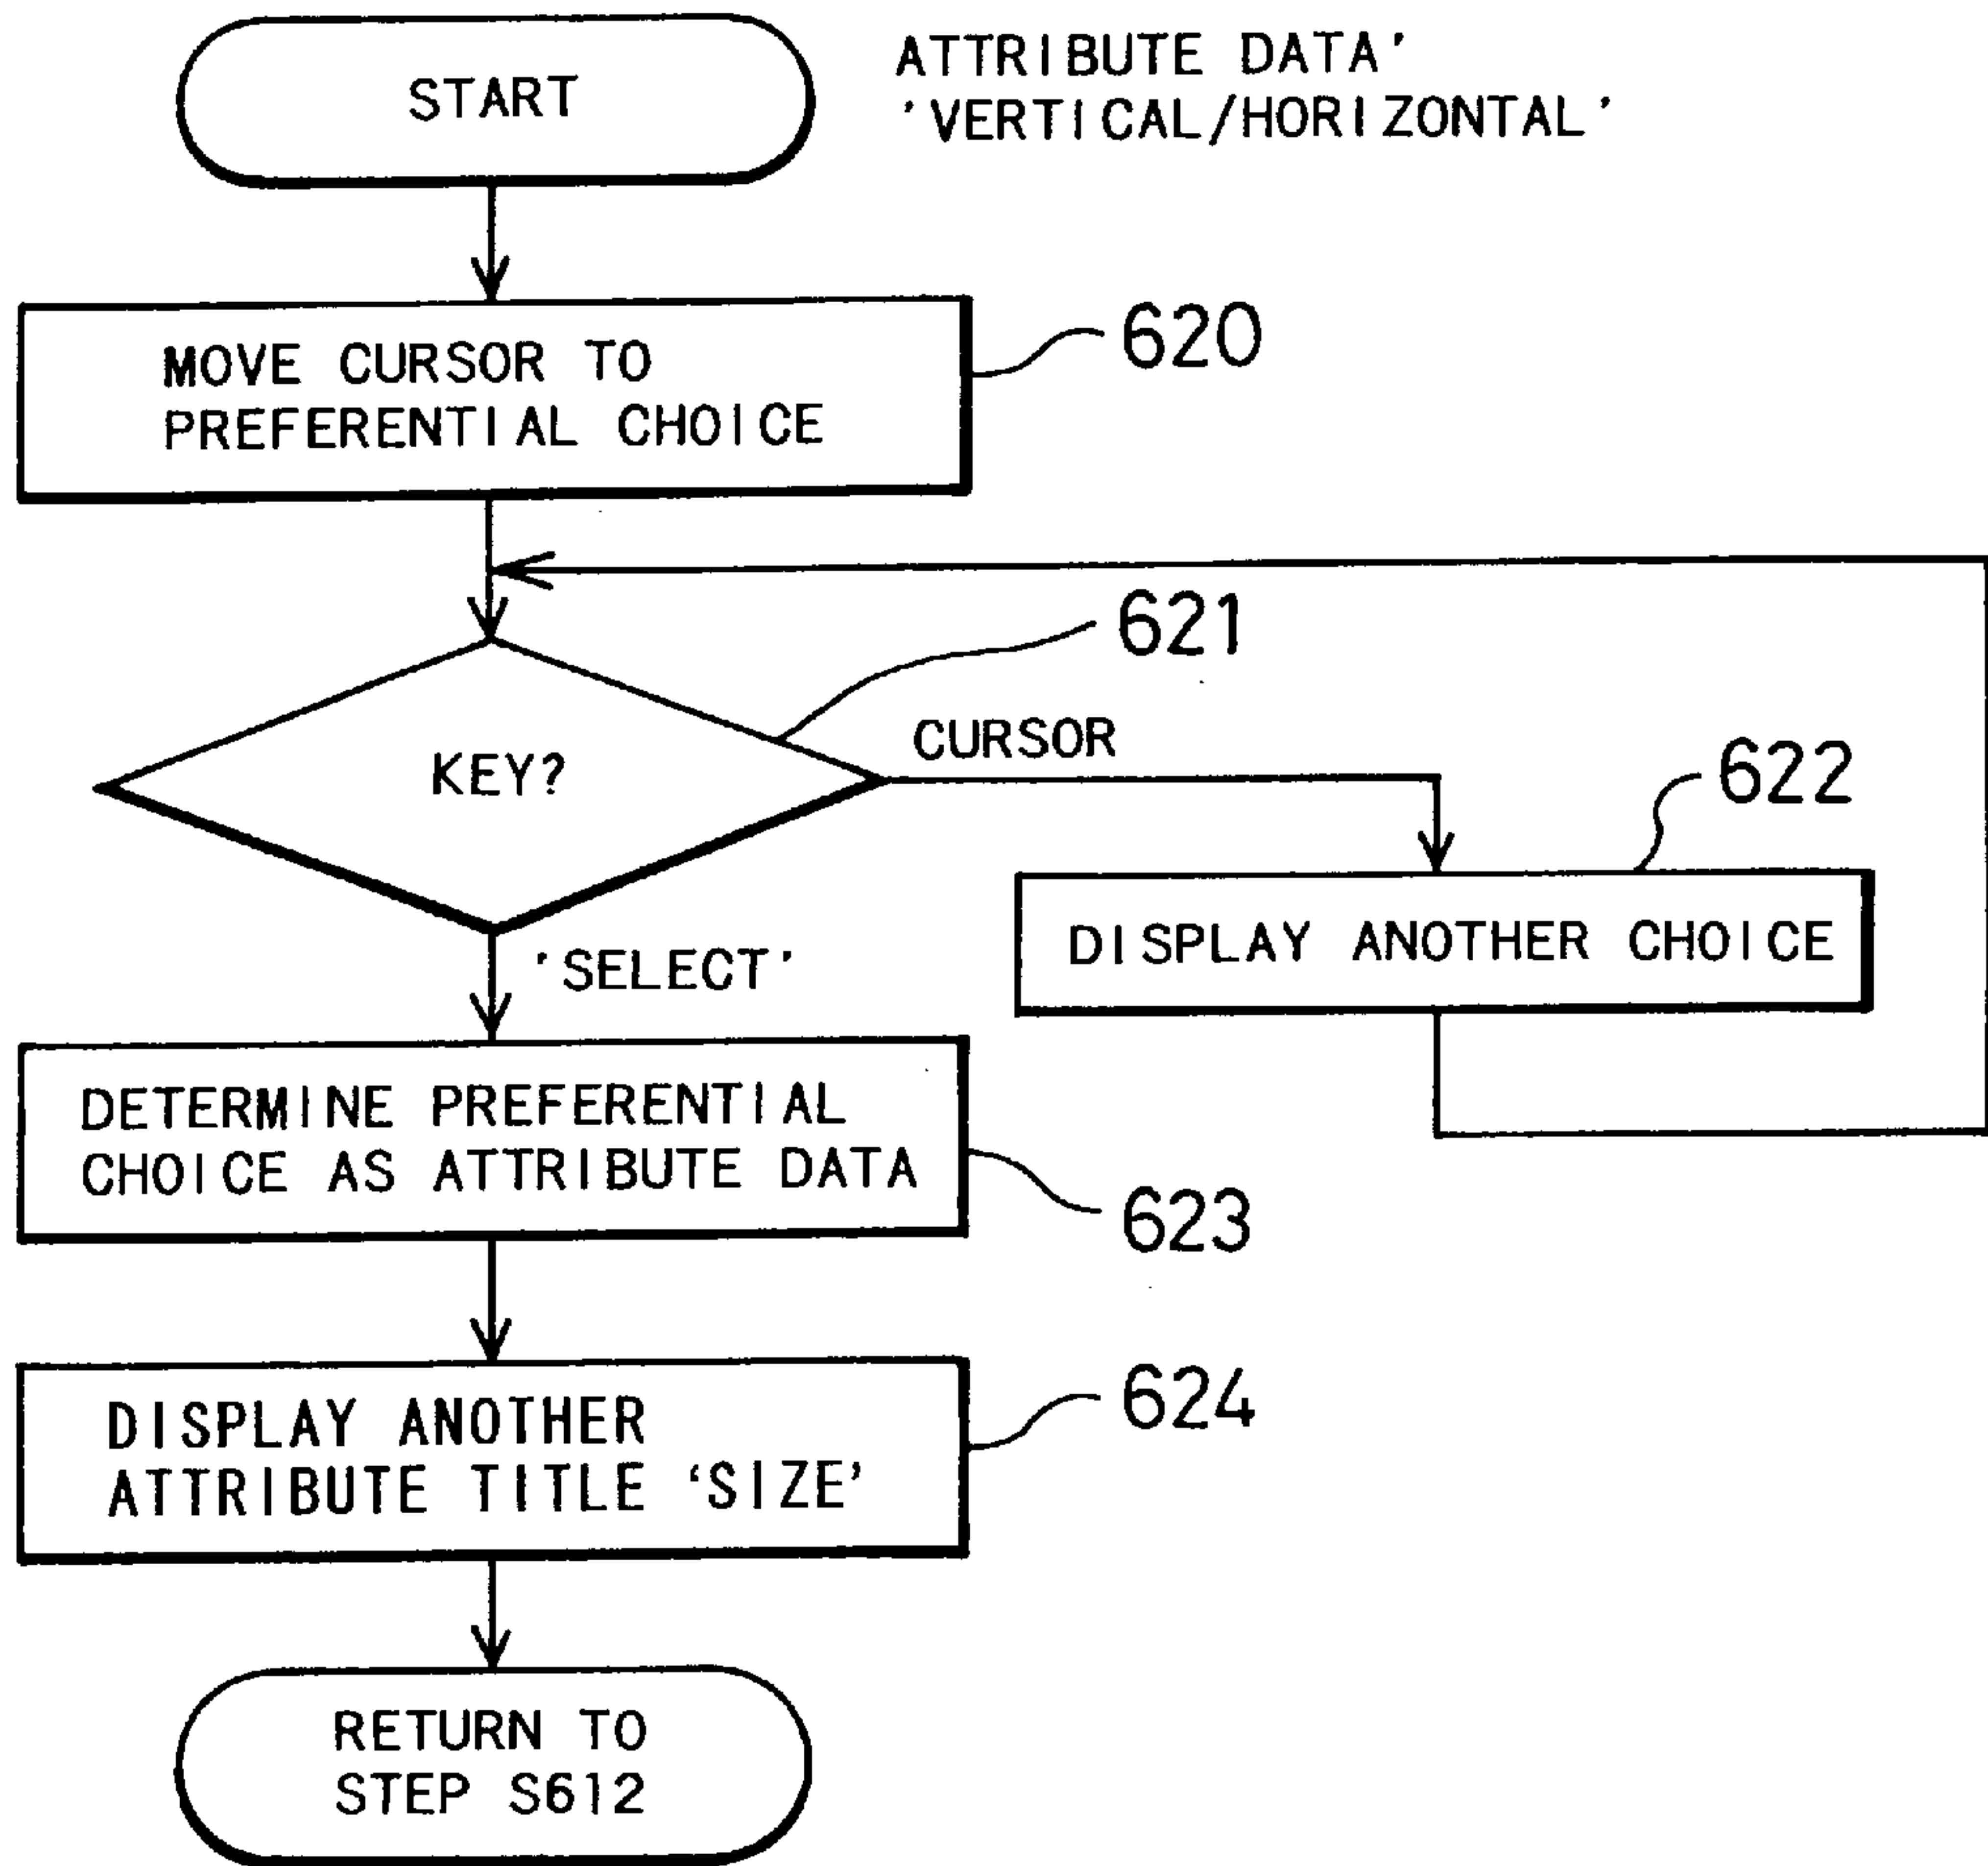 START
ATTRIBUTE DATA'
'VERTICAL/HORIZONTAL'
MOVE CURSOR TO
PREFERENTIAL CHOICE
620
621
KEY?
CURSOR
622
DISPLAY ANOTHER CHOICE
'SELECT'
DETERMINE PREFERENTIAL
CHOICE AS ATTRIBUTE DATA
623
DISPLAY ANOTHER
ATTRIBUTE TITLE 'SIZE'
624
RETURN TO
STEP S612